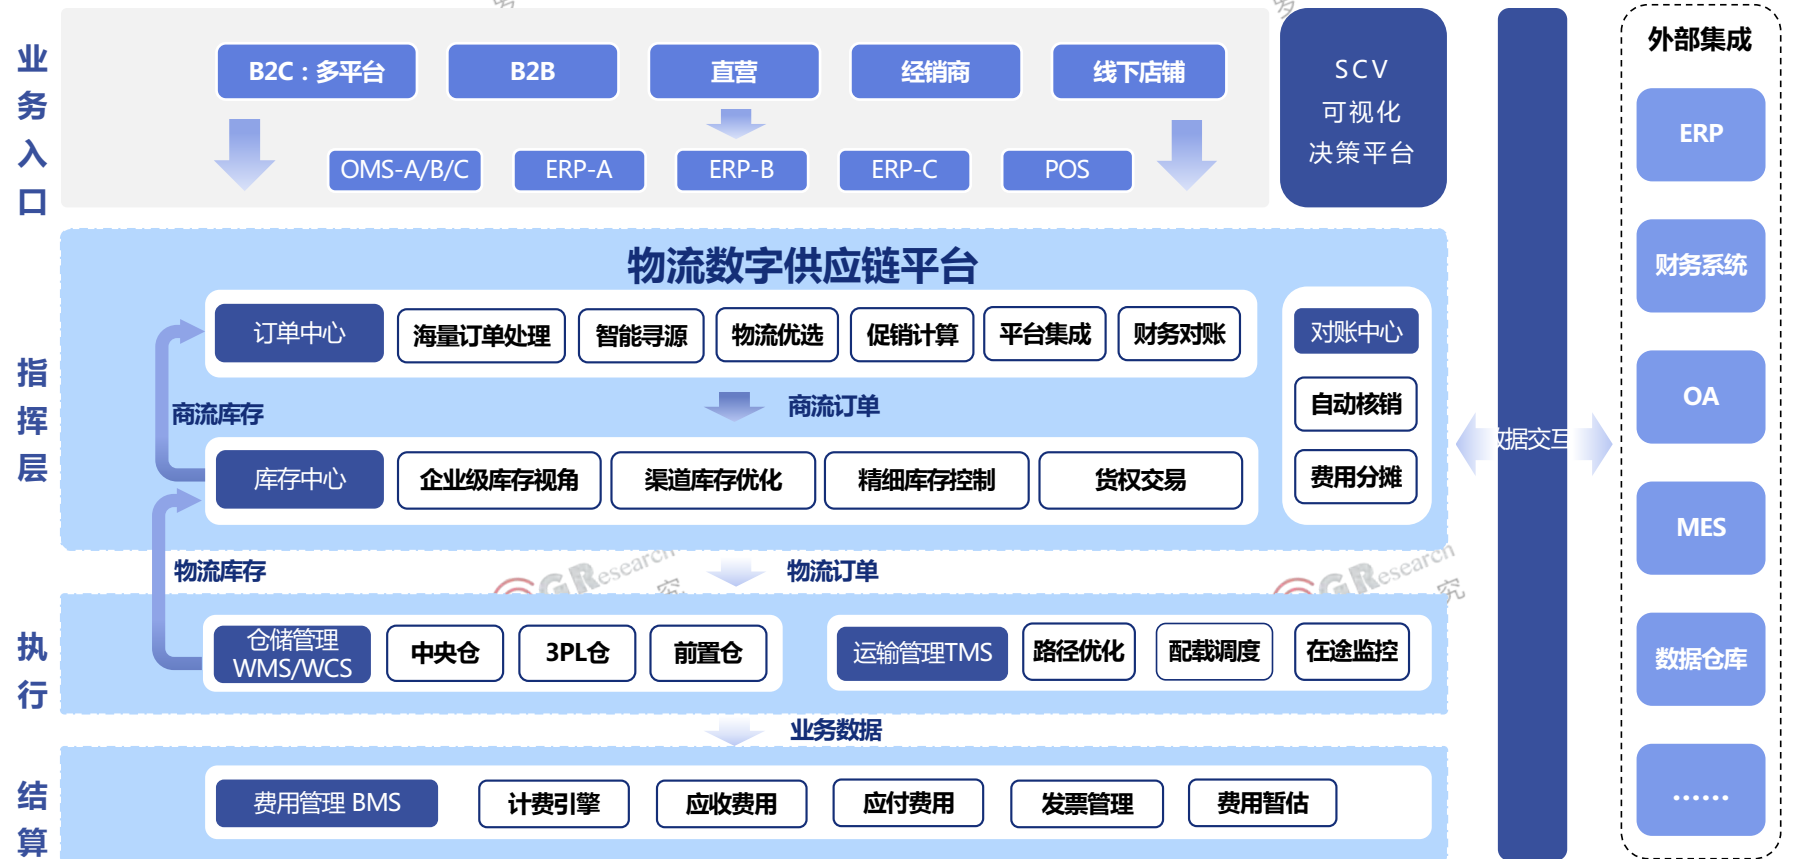 业务入口
B2C：多平台
B2B
直营
经销商
线下店铺
OMS-A/B/C
ERP-A
ERP-B
ERP-C
POS
SCV
可视化
决策平台
指挥层
物流数字供应链平台
订单中心
海量订单处理
智能寻源
物流优选
促销计算
平台集成
财务对账
商流库存
商流订单
库存中心
企业级库存视角
渠道库存优化
精细库存控制
货权交易
对账中心
自动核销
费用分摊
物流库存
物流订单
GResearch
究
GResearch
究
执行
仓储管理
WMS/WCS
中央仓
3PL仓
前置仓
运输管理TMS
路径优化
配载调度
在途监控
业务数据
结算
费用管理 BMS
计费引擎
应收费用
应付费用
发票管理
费用暂估
据交互
外部集成
ERP
财务系统
OA
MES
数据仓库
……